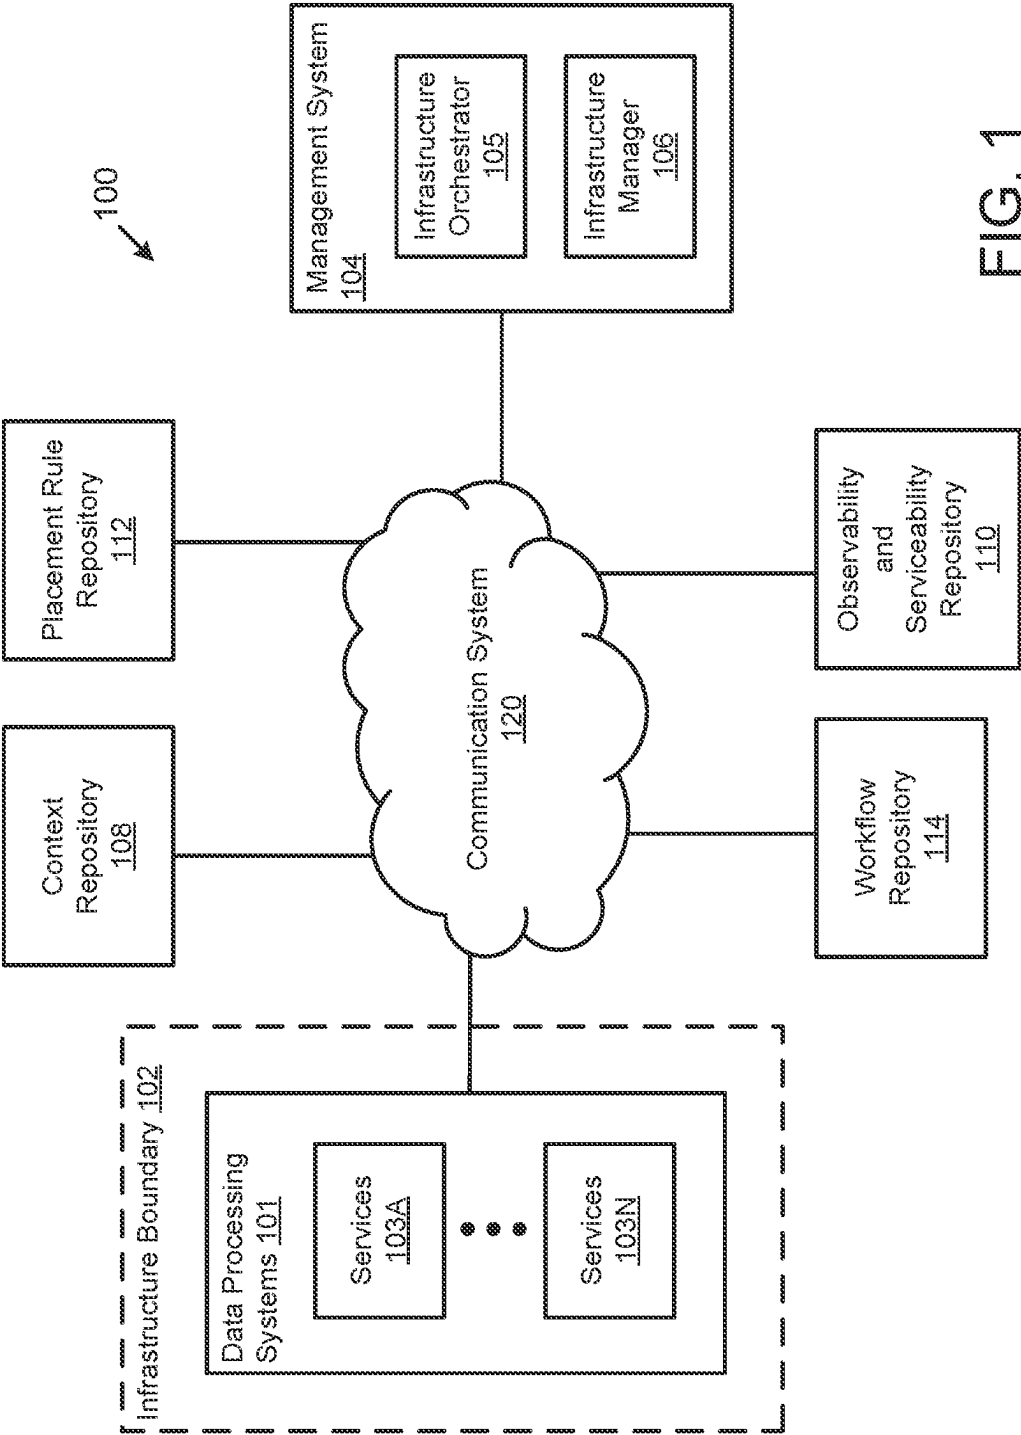 100
Infrastructure Boundary 102
Data Processing
Systems 101
Services
103A
Services
103N
Context
Repository
108
Placement Rule
Repository
112
Communication System
120
Workflow
Repository
114
Observability
and
Serviceability
Repository
110
Management System
104
Infrastructure
Orchestrator
105
Infrastructure
Manager
106
FIG. 1